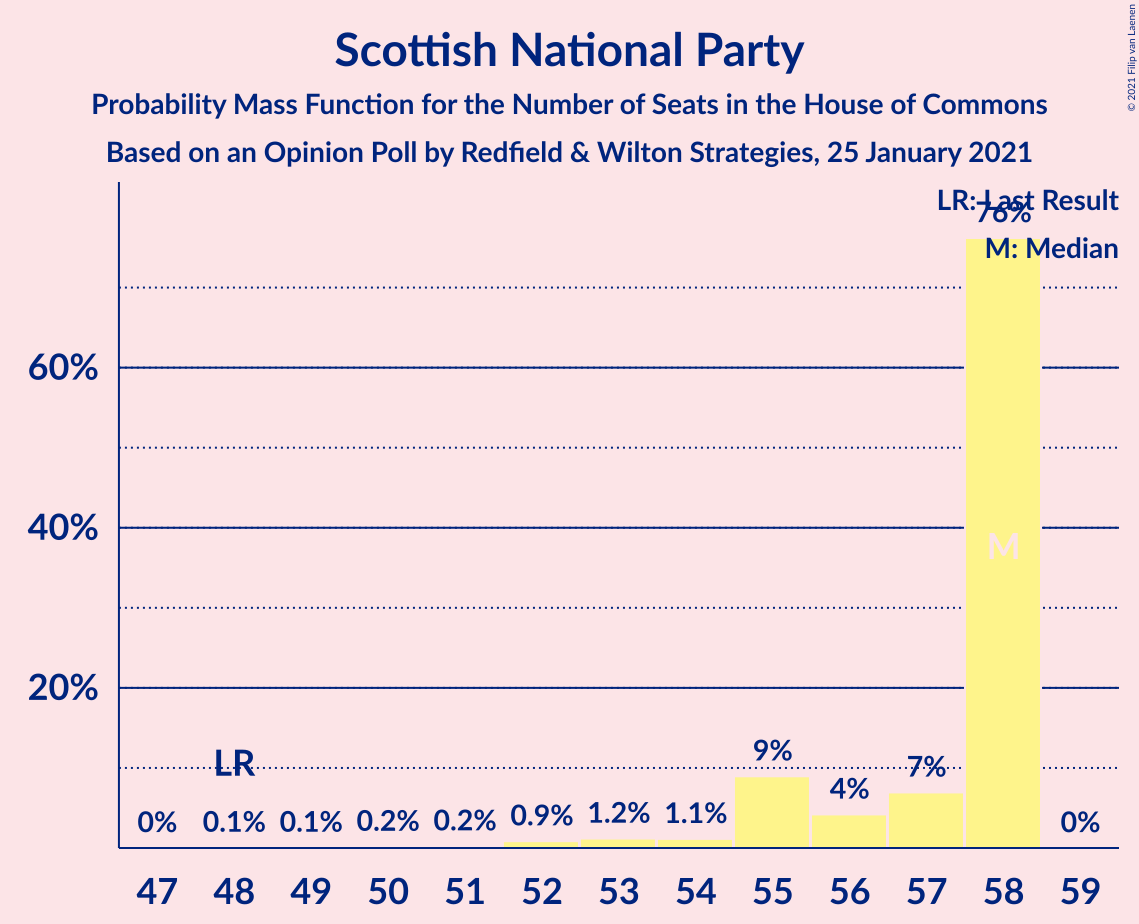 © 2021 Filip van Laenen
Scottish National Party
Probability Mass Function for the Number of Seats in the House of Commons
Based on an Opinion Poll by Redfield & Wilton Strategies, 25 January 2021
LR: Last Result
76%
M: Median
60%
40%
M
20%
LR
0% 0.1% 0.1% 0.2% 0.2% 0.9% 1.2% 1.1% 9% 4% 7% 0%
47 48 49 50 51 52 53 54 55 56 57 58 59